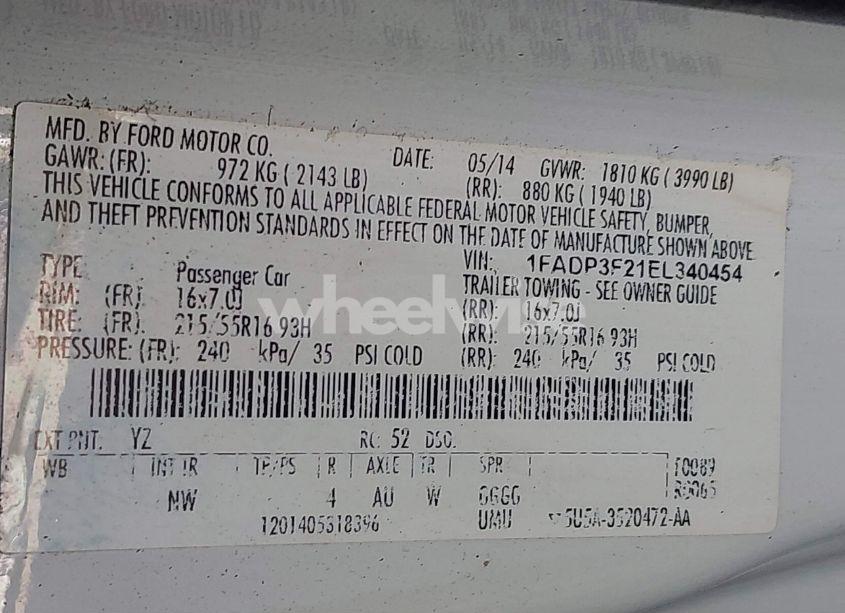 MFD. BY FORD MOTOR CO. DATE: 05/14 GVWR: 1810 KG ( 3990 LB)
GAWR: (FR): 972 KG ( 2143 LB) (RR): 880 KG ( 1940 LB)
THIS VEHICLE CONFORMS TO ALL APPLICABLE FEDERAL MOTOR VEHICLE SAFETY, BUMPER,
AND THEFT PREVENTION STANDARDS IN EFFECT ON THE DATE OF MANUFACTURE SHOWN ABOVE.
VIN: 1FADP3F21EL340454
TYPE Passenger Car TRAILER TOWING - SEE OWNER GUIDE
RIM: (FR) 16x7.0J (RR): 16x7.0J
TIRE: (FR): 215/55R16 93H (RR): 215/55R16 93H
PRESSURE: (FR): 240 kPa/ 35 PSI COLD (RR): 240 kPa/ 35 PSI COLD
EXT PNT: YZ RC: 52 DSO:
WB INT TR TP/PS R AXLE TR SPR
NW 4 AU W GGGG
1201405318396 UMU
wheelwise